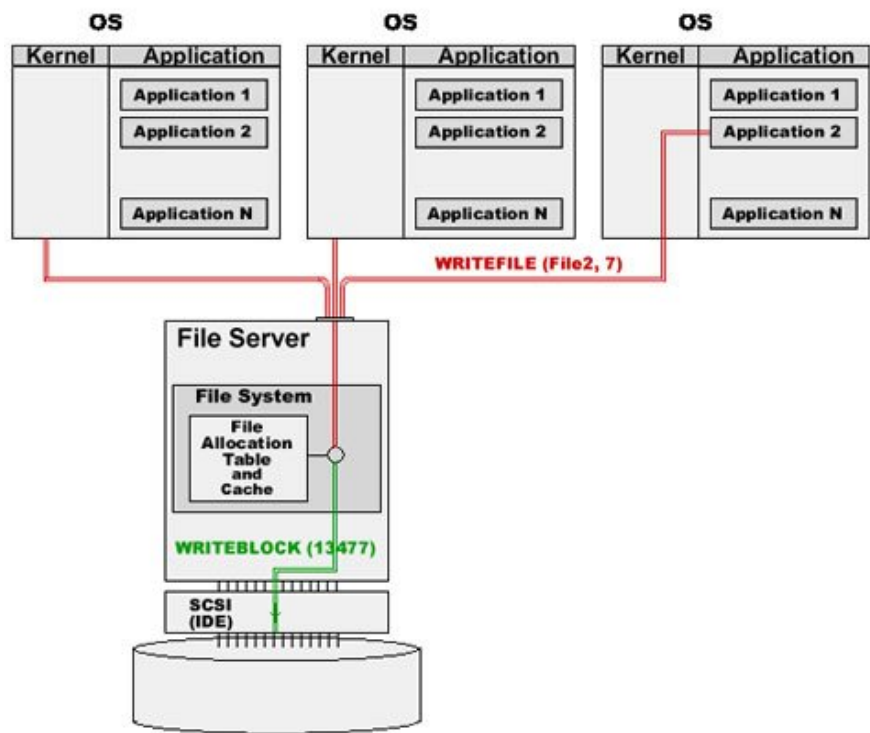 OS OS OS
Kernel Application Kernel Application Kernel Application
Application 1 Application 1 Application 1
Application 2 Application 2 Application 2
Application N Application N Application N
WRITEFILE (File2, 7)
File Server
File System
File
Allocation
Table
and
Cache
WRITEBLOCK (13477)
SCSI
(IDE)